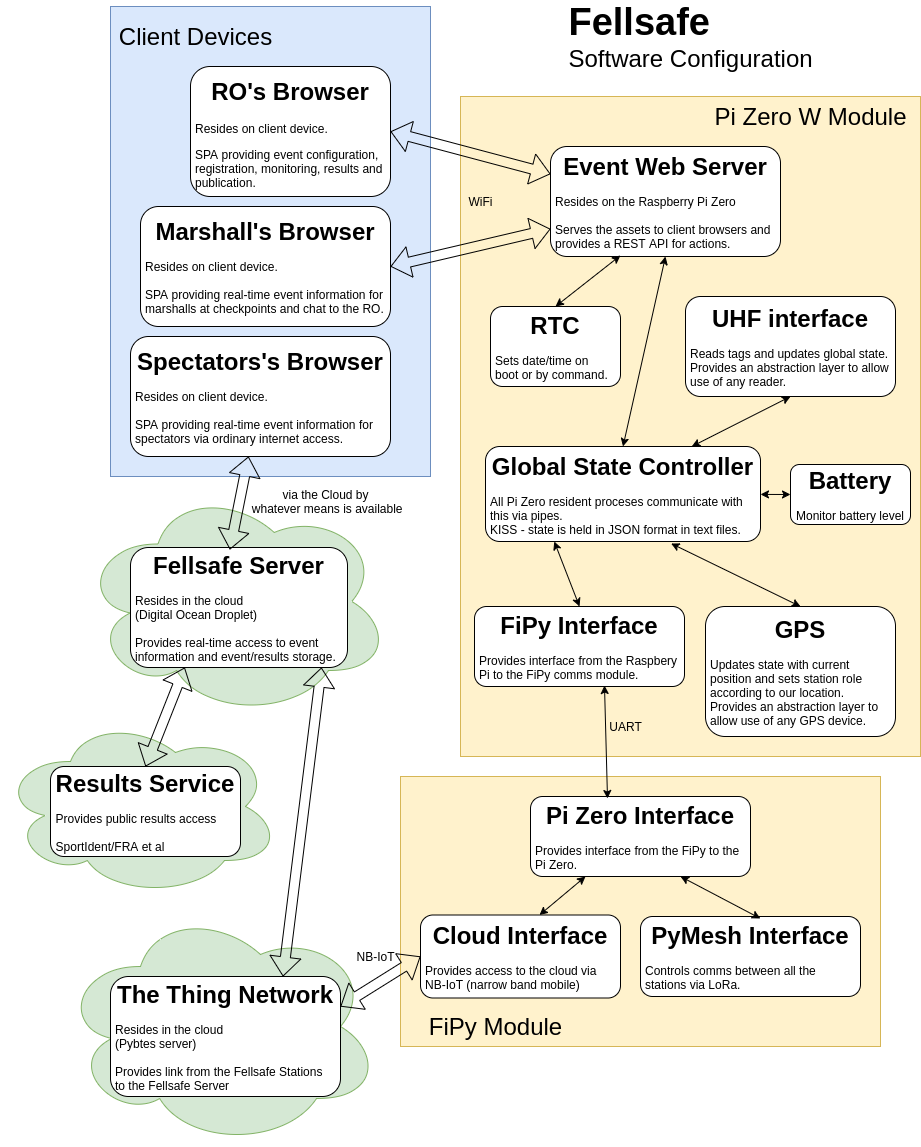 Fellsafe
Software Configuration
Client Devices
RO's Browser
Resides on client device.
SPA providing event configuration,
registration, monitoring, results and
publication.
Marshall's Browser
Resides on client device.
SPA providing real-time event information for
marshalls at checkpoints and chat to the RO.
Spectators's Browser
Resides on client device.
SPA providing real-time event information for
spectators via ordinary internet access.
WiFi
Pi Zero W Module
Event Web Server
Resides on the Raspberry Pi Zero
Serves the assets to client browsers and
provides a REST API for actions.
RTC
Sets date/time on
boot or by command.
UHF interface
Reads tags and updates global state.
Provides an abstraction layer to allow
use of any reader.
Global State Controller
All Pi Zero resident proceses communicate with
this via pipes.
KISS - state is held in JSON format in text files.
Battery
Monitor battery level
FiPy Interface
Provides interface from the Raspbery
Pi to the FiPy comms module.
GPS
Updates state with current
position and sets station role
according to our location.
Provides an abstraction layer to
allow use of any GPS device.
UART
via the Cloud by
whatever means is available
Fellsafe Server
Resides in the cloud
(Digital Ocean Droplet)
Provides real-time access to event
information and event/results storage.
Results Service
Provides public results access
SportIdent/FRA et al
The Thing Network
Resides in the cloud
(Pybtes server)
Provides link from the Fellsafe Stations
to the Fellsafe Server
NB-IoT
Pi Zero Interface
Provides interface from the FiPy to the
Pi Zero.
Cloud Interface
Provides access to the cloud via
NB-IoT (narrow band mobile)
PyMesh Interface
Controls comms between all the
stations via LoRa.
FiPy Module